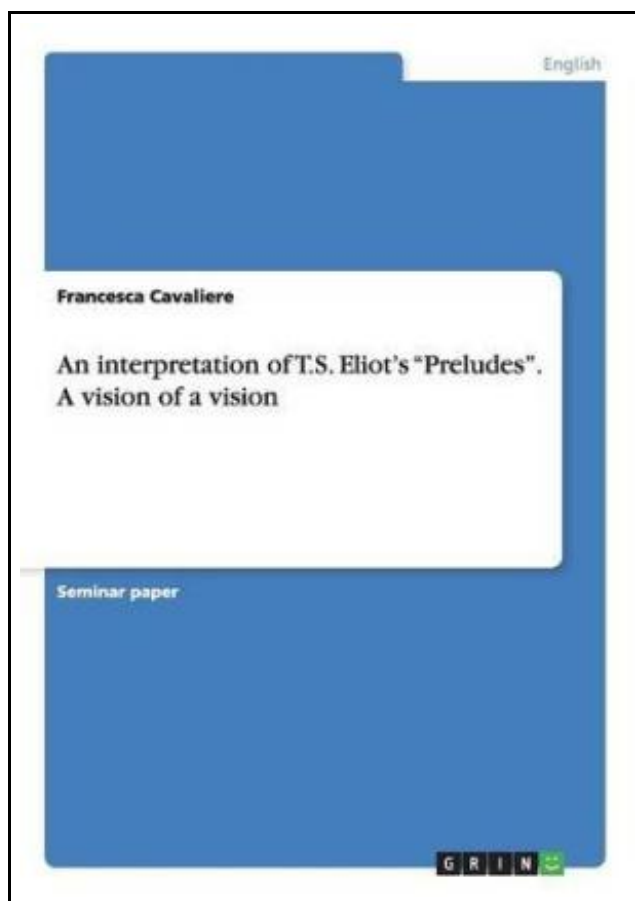 English
Francesca Cavaliere
An interpretation of T.S. Eliot's “Preludes”.
A vision of a vision
Seminar paper
GRIN